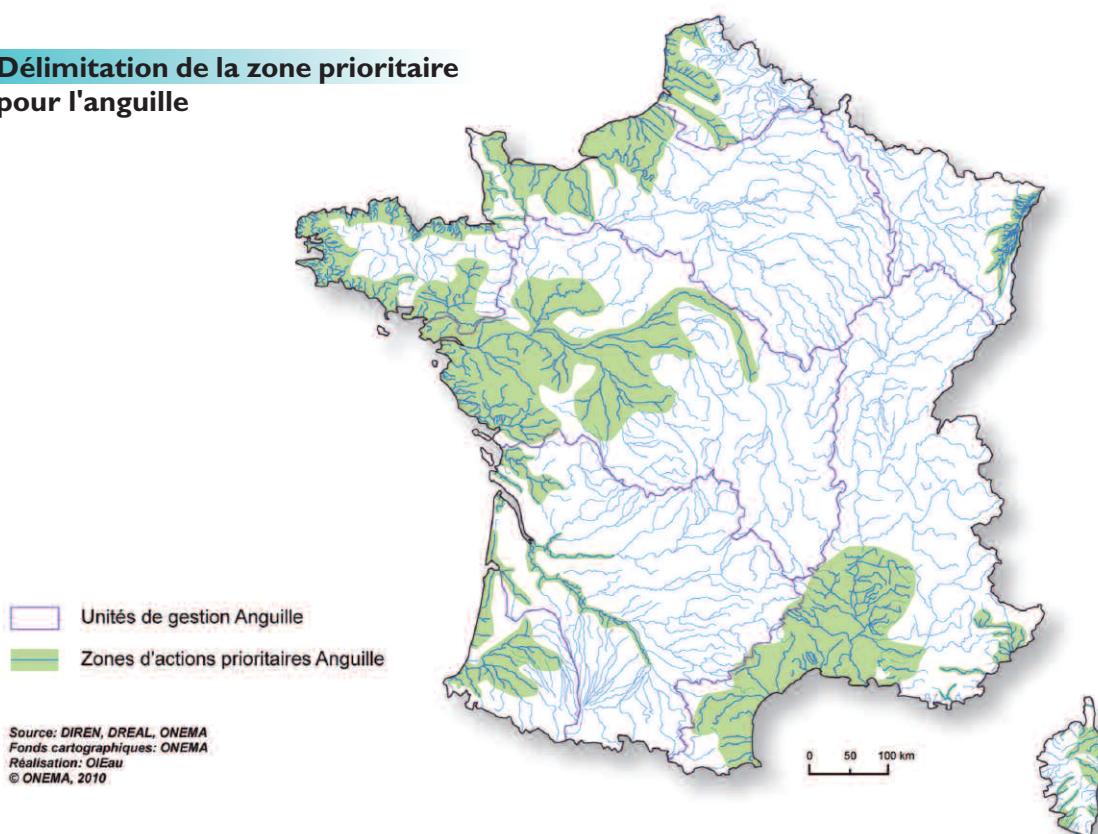 Délimitation de la zone prioritaire
pour l'anguille
Unités de gestion Anguille
Zones d'actions prioritaires Anguille
0 50 100 km
Source: DIREN, DREAL, ONEMA
Fonds cartographiques: ONEMA
Réalisation: OIEau
© ONEMA, 2010